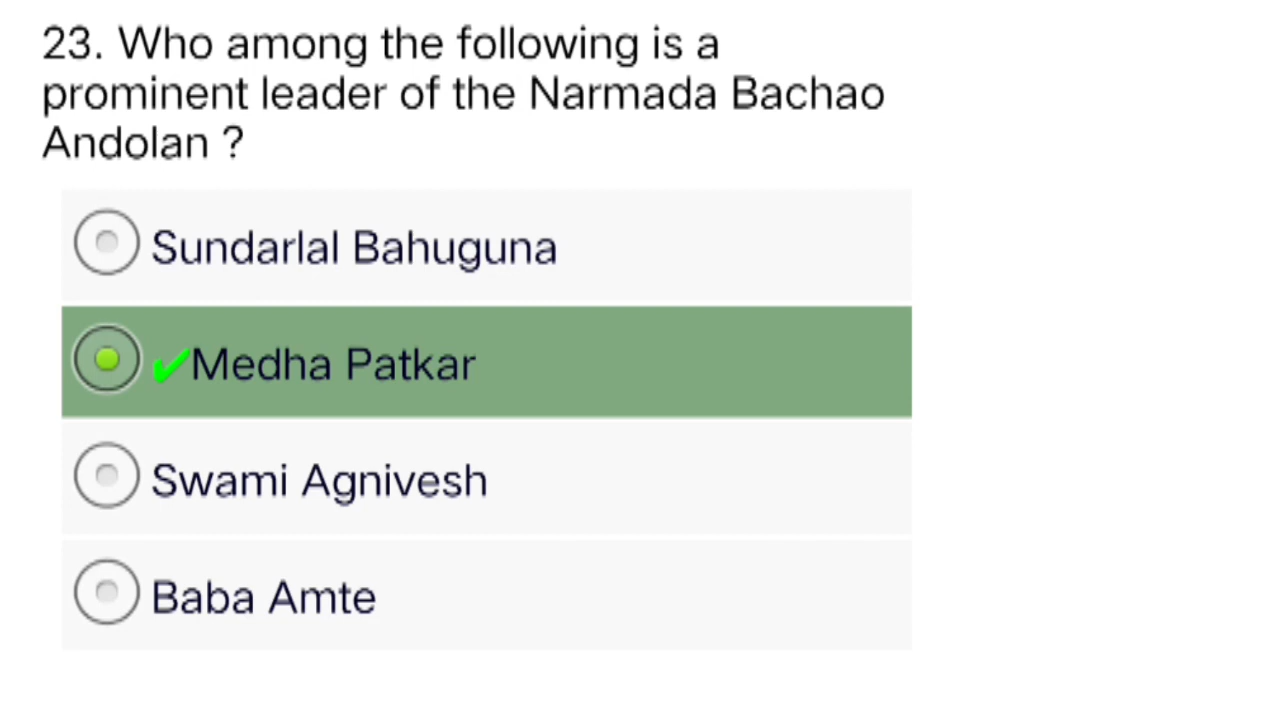 23. Who among the following is a
prominent leader of the Narmada Bachao
Andolan ?
Sundarlal Bahuguna
✔Medha Patkar
Swami Agnivesh
Baba Amte